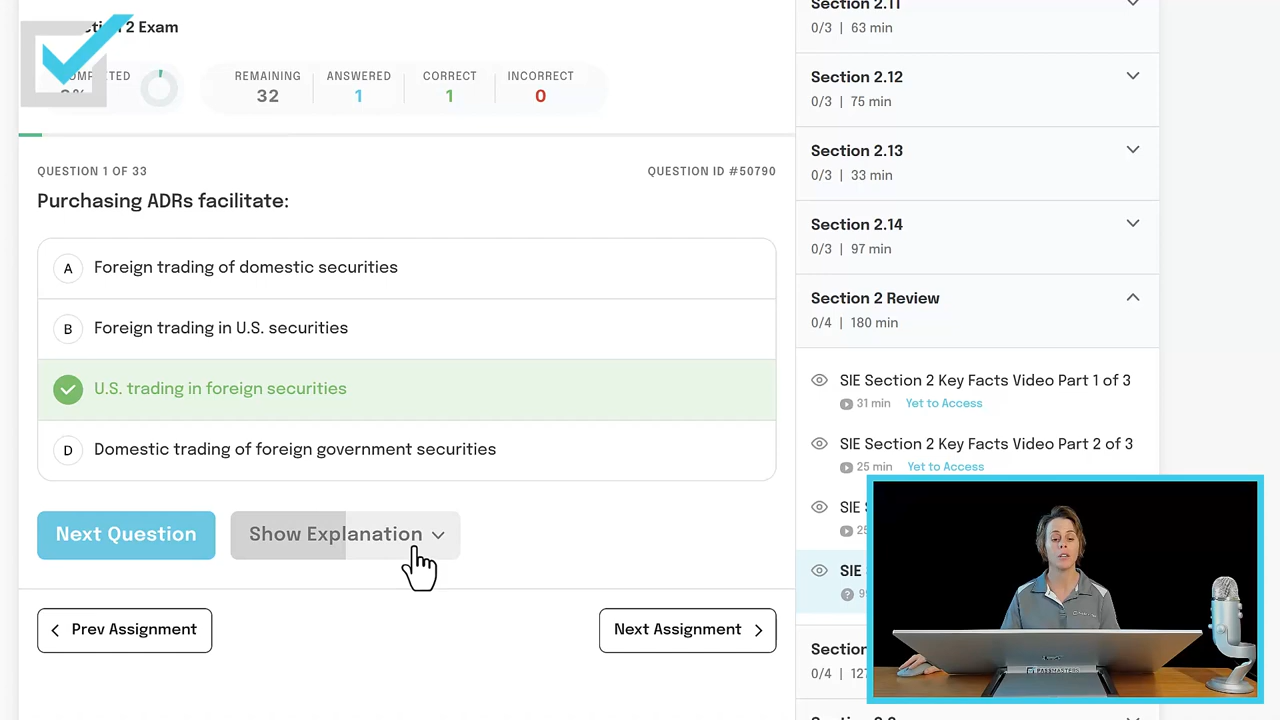 2 Exam
REMAINING
32
ANSWERED
1
CORRECT
1
INCORRECT
0
QUESTION 1 OF 33
QUESTION ID #50790
Purchasing ADRs facilitate:
A Foreign trading of domestic securities
B Foreign trading in U.S. securities
U.S. trading in foreign securities
D Domestic trading of foreign government securities
Next Question
Show Explanation
Prev Assignment
Next Assignment
Section 2.11
0/3 | 63 min
Section 2.12
0/3 | 75 min
Section 2.13
0/3 | 33 min
Section 2.14
0/3 | 97 min
Section 2 Review
0/4 | 180 min
SIE Section 2 Key Facts Video Part 1 of 3
31 min Yet to Access
SIE Section 2 Key Facts Video Part 2 of 3
25 min Yet to Access
SIE
Section
0/4